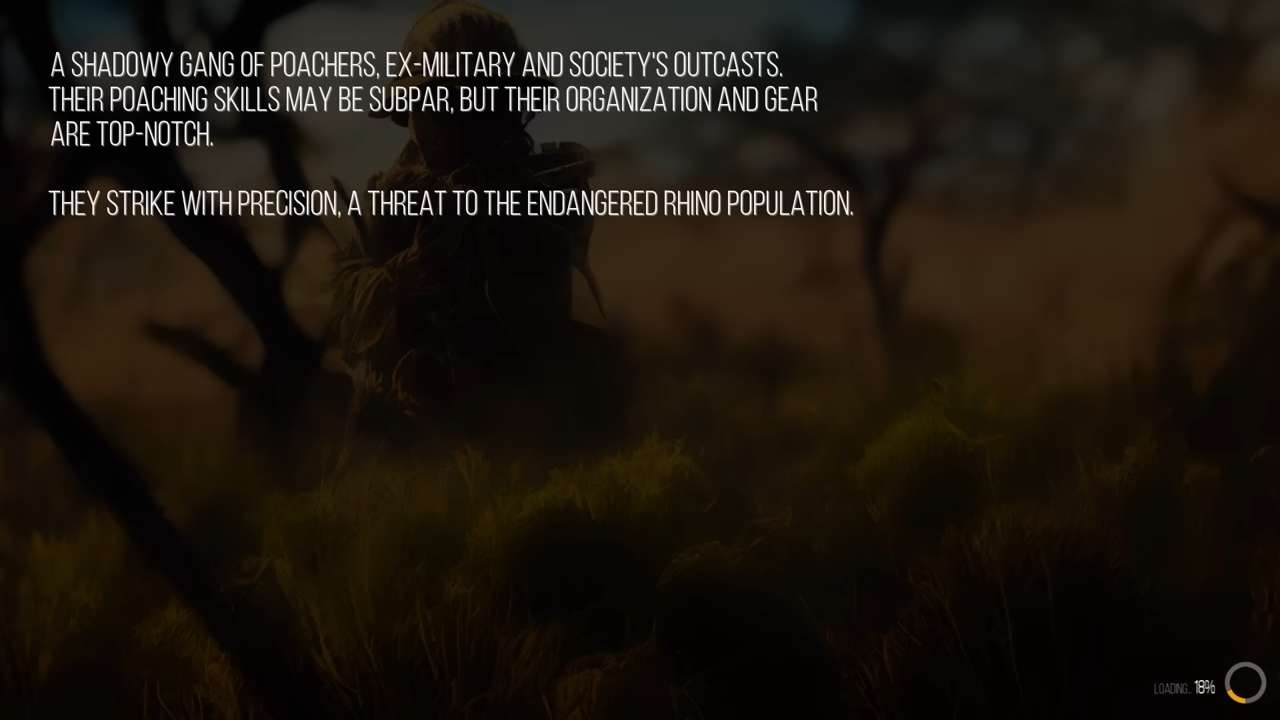 A SHADOWY GANG OF POACHERS, EX-MILITARY AND SOCIETY'S OUTCASTS.
THEIR POACHING SKILLS MAY BE SUBPAR, BUT THEIR ORGANIZATION AND GEAR
ARE TOP-NOTCH.
THEY STRIKE WITH PRECISION, A THREAT TO THE ENDANGERED RHINO POPULATION.
LOADING... 18%